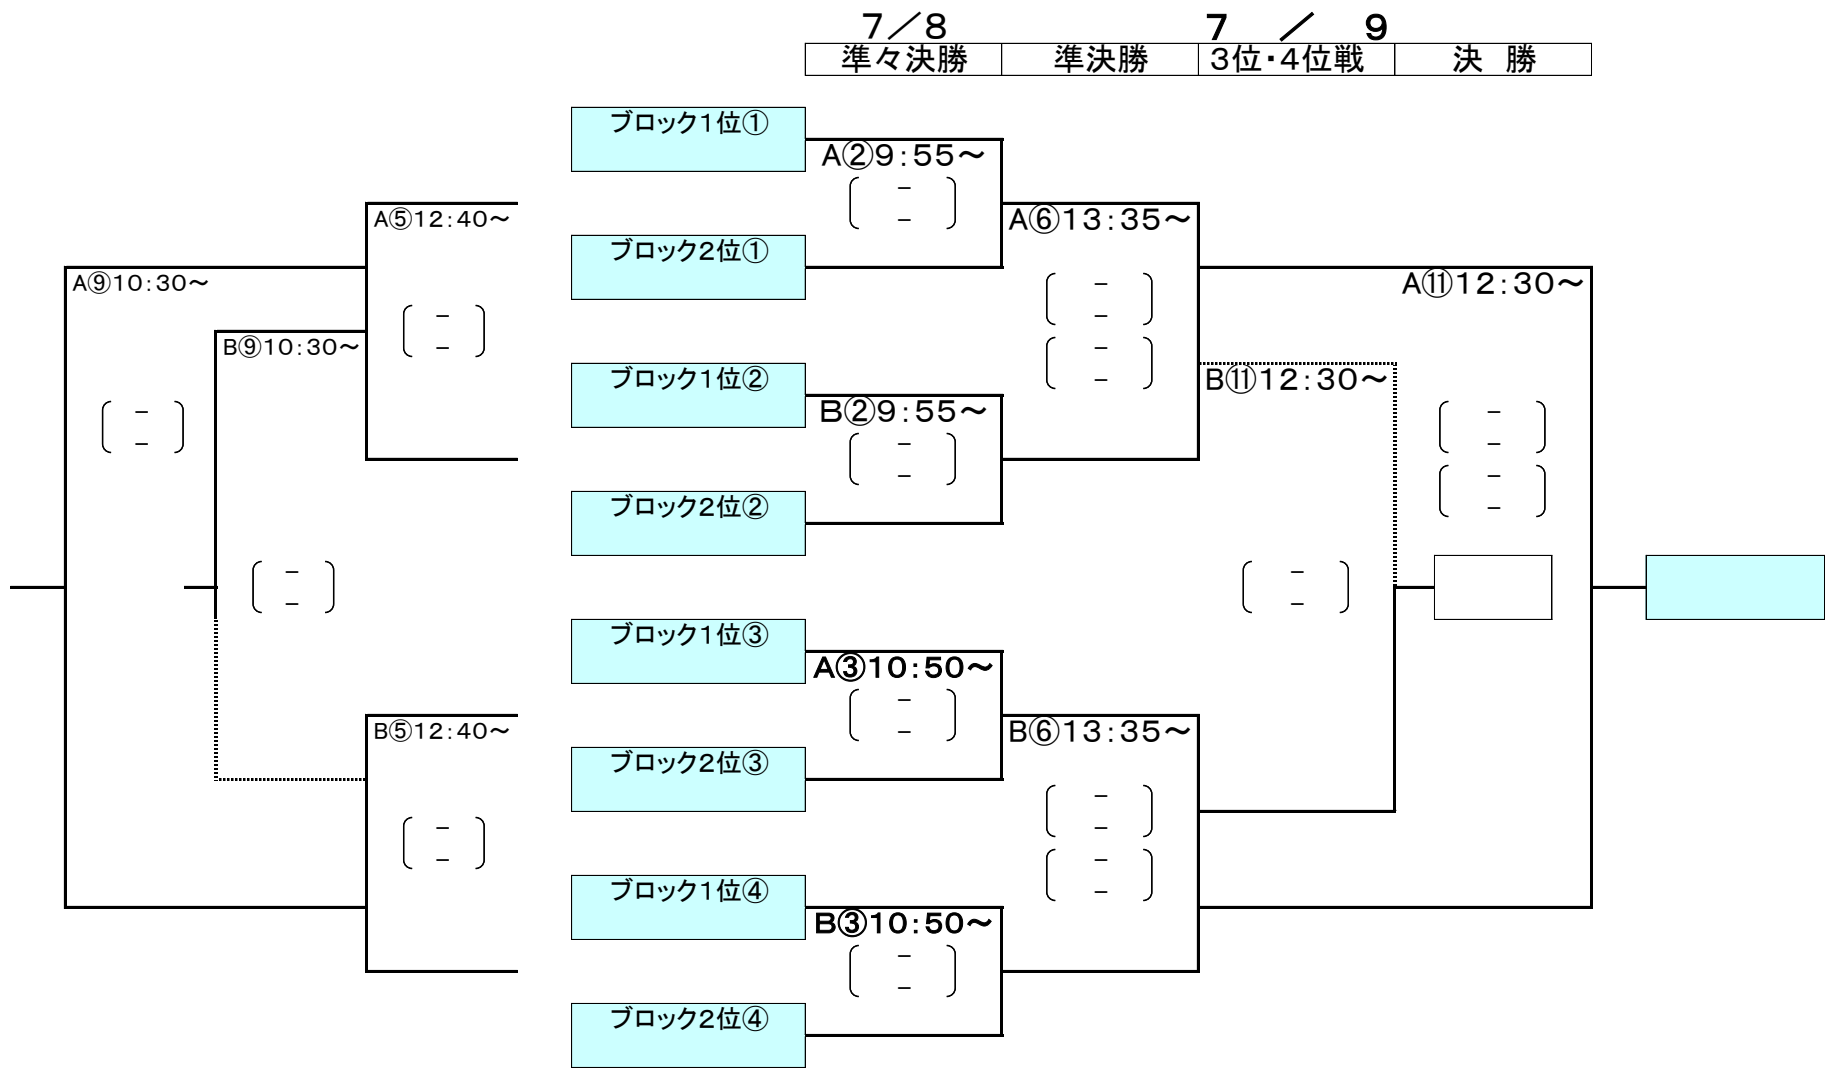 ７／８
７　／　９
準々決勝
準決勝
３位・４位戦
決　勝
ブロック１位①
A②９：５５～
－
－
A⑤１２：４０～
A⑥１３：３５～
ブロック２位①
A⑨１０：３０～
A⑪１２：３０～
－
－
－
－
B⑨１０：３０～
－
－
ブロック１位②
B⑪１２：３０～
B②９：５５～
－
－
－
－
－
－
－
－
ブロック２位②
－
－
－
－
ブロック１位③
A③１０：５０～
－
－
B⑤１２：４０～
B⑥１３：３５～
ブロック２位③
－
－
－
－
－
－
ブロック１位④
B③１０：５０～
－
－
ブロック２位④